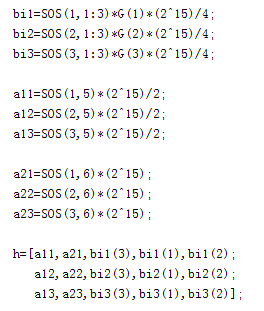 bi1=SOS(1,1:3)*G(1)*(2^15)/4;
bi2=SOS(2,1:3)*G(2)*(2^15)/4;
bi3=SOS(3,1:3)*G(3)*(2^15)/4;
a11=SOS(1,5)*(2^15)/2;
a12=SOS(2,5)*(2^15)/2;
a13=SOS(3,5)*(2^15)/2;
a21=SOS(1,6)*(2^15);
a22=SOS(2,6)*(2^15);
a23=SOS(3,6)*(2^15);
h=[a11,a21,bi1(3),bi1(1),bi1(2);
a12,a22,bi2(3),bi2(1),bi2(2);
a13,a23,bi3(3),bi3(1),bi3(2)];